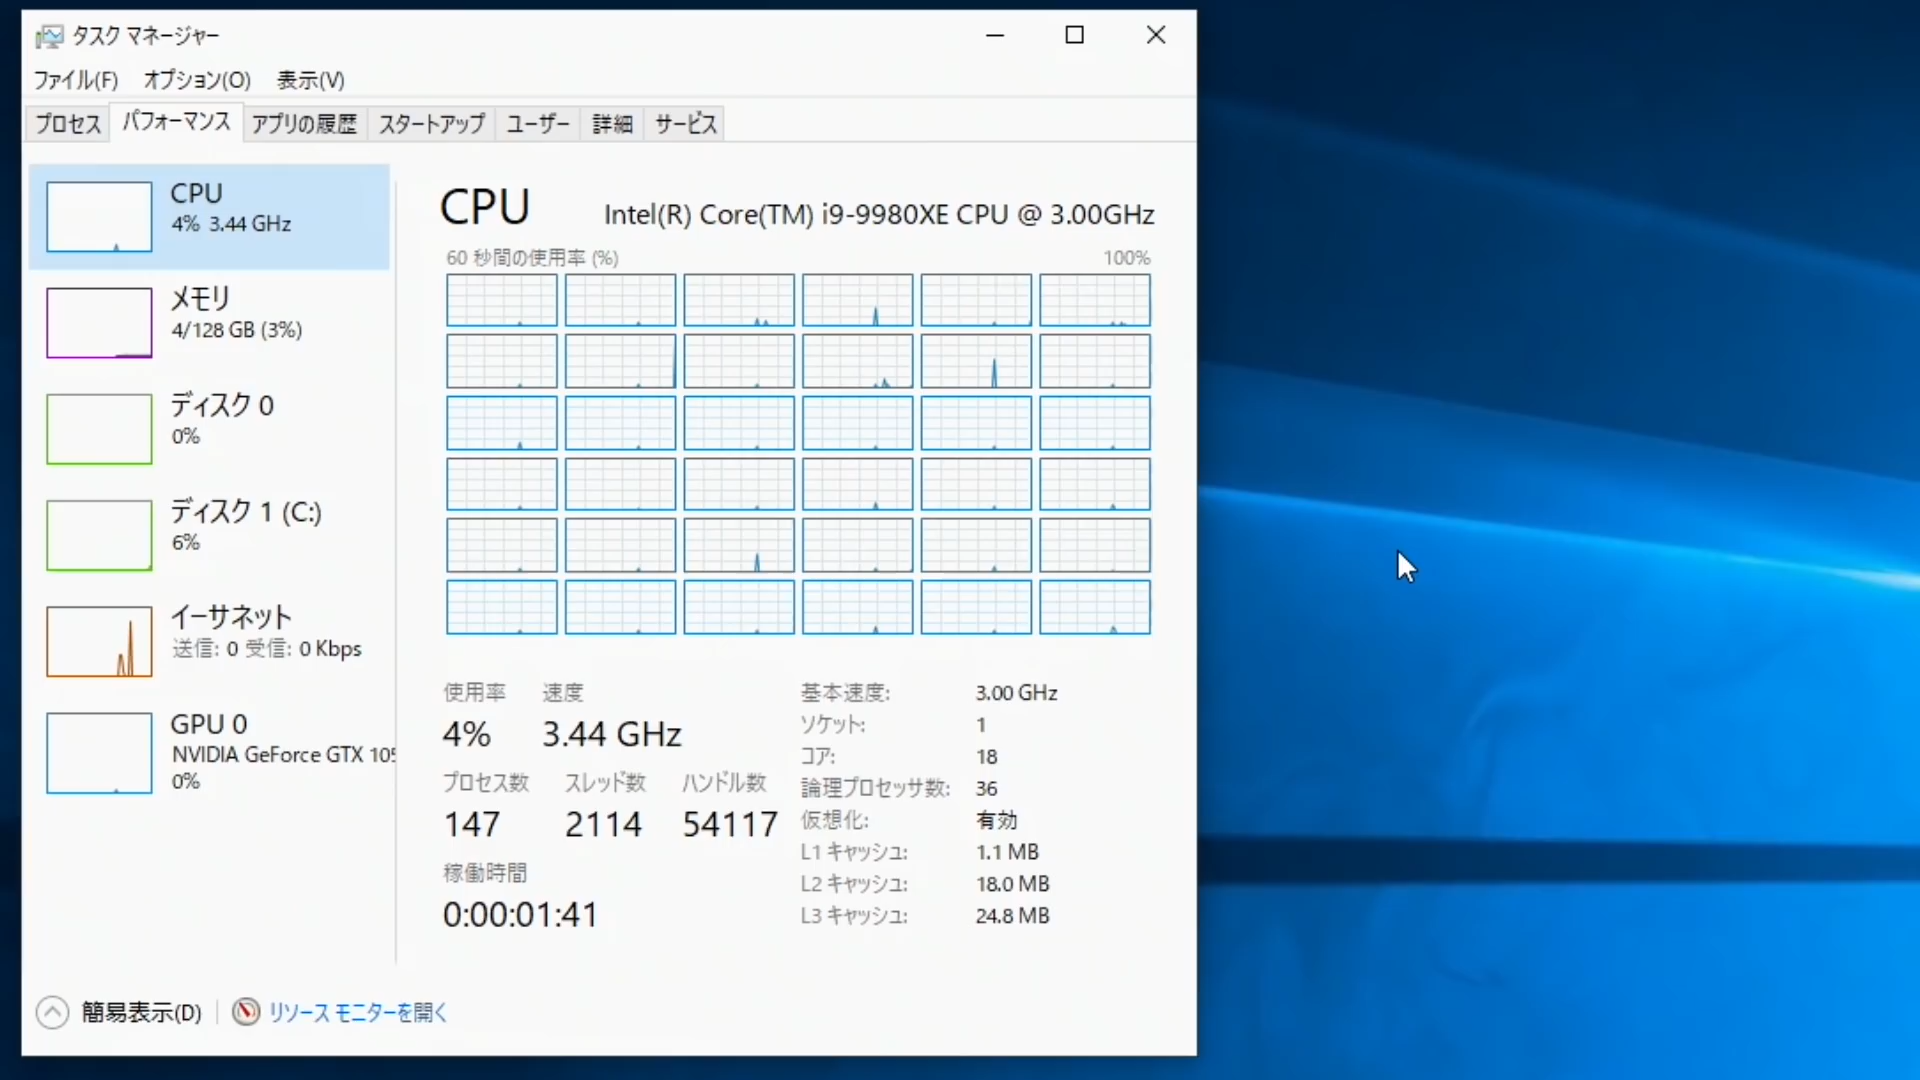 タスク マネージャー
ファイル(F) オプション(O) 表示(V)
プロセス パフォーマンス アプリの履歴 スタートアップ ユーザー 詳細 サービス
CPU
4% 3.44 GHz
メモリ
4/128 GB (3%)
ディスク 0
0%
ディスク 1 (C:)
6%
イーサネット
送信: 0 受信: 0 Kbps
GPU 0
NVIDIA GeForce GTX
0%
CPU Intel(R) Core(TM) i9-9980XE CPU @ 3.00GHz
60 秒間の使用率 (%) 100%
使用率 速度
4% 3.44 GHz
プロセス数 スレッド数 ハンドル数
147 2114 54117
稼働時間
0:00:01:41
基本速度: 3.00 GHz
ソケット: 1
コア: 18
論理プロセッサ数: 36
仮想化: 有効
L1 キャッシュ: 1.1 MB
L2 キャッシュ: 18.0 MB
L3 キャッシュ: 24.8 MB
簡易表示(D) リソース モニターを開く